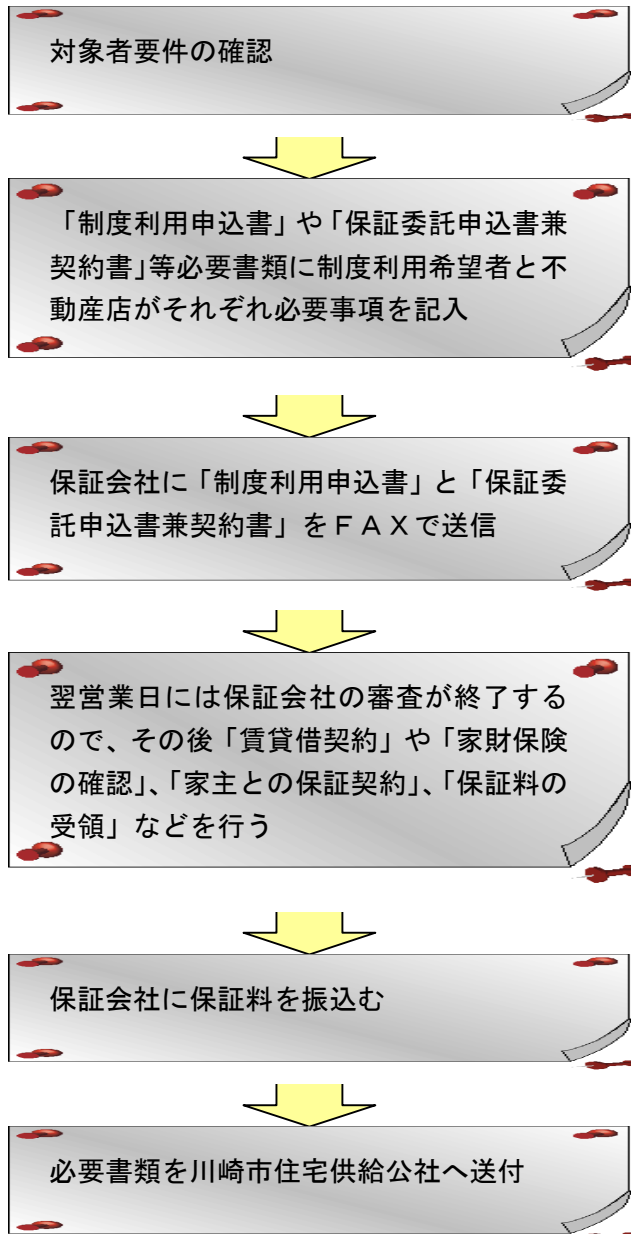 対象者要件の確認
「制度利用申込書」や「保証委託申込書兼
契約書」等必要書類に制度利用希望者と不
動産店がそれぞれ必要事項を記入
保証会社に「制度利用申込書」と「保証委
託申込書兼契約書」をＦＡＸで送信
翌営業日には保証会社の審査が終了する
ので、その後「賃貸借契約」や「家財保険
の確認」、「家主との保証契約」、「保証料の
受領」などを行う
保証会社に保証料を振込む
必要書類を川崎市住宅供給公社へ送付